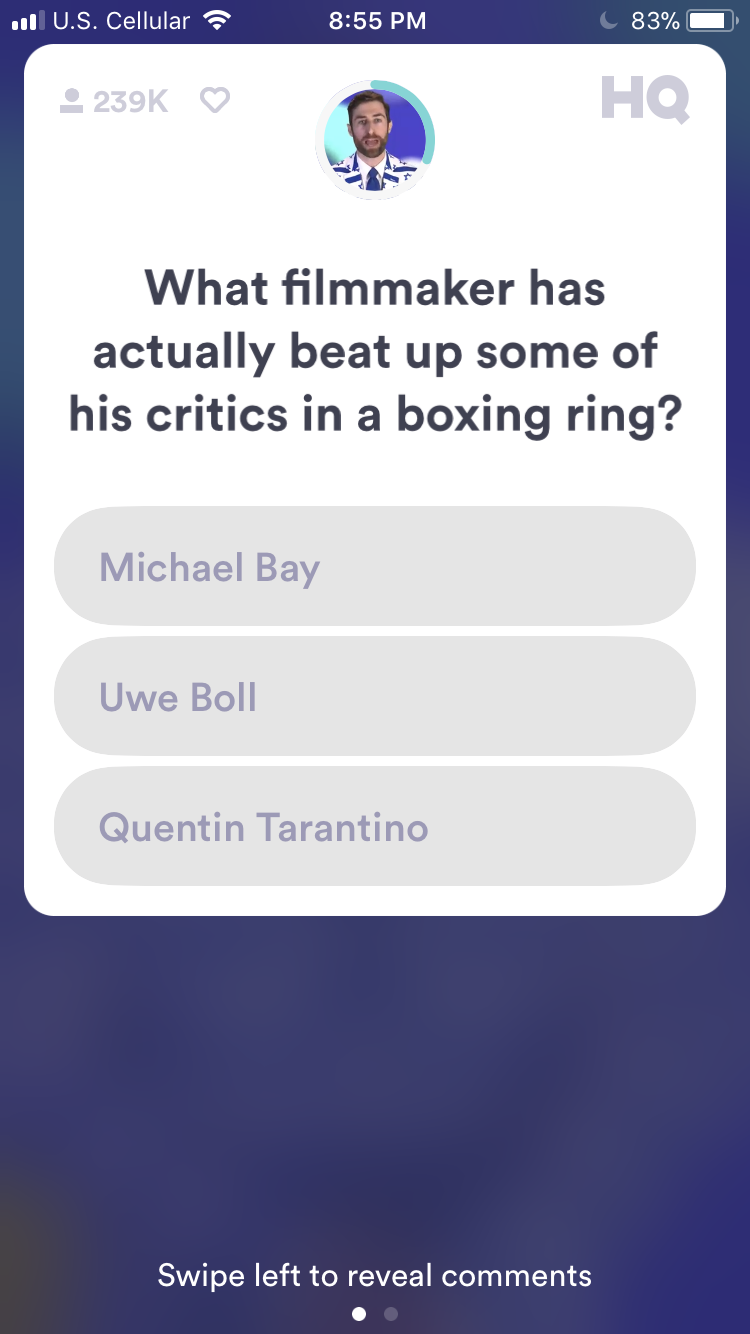 U.S. Cellular 8:55 PM 83%
239K HQ
What filmmaker has
actually beat up some of
his critics in a boxing ring?
Michael Bay
Uwe Boll
Quentin Tarantino
Swipe left to reveal comments